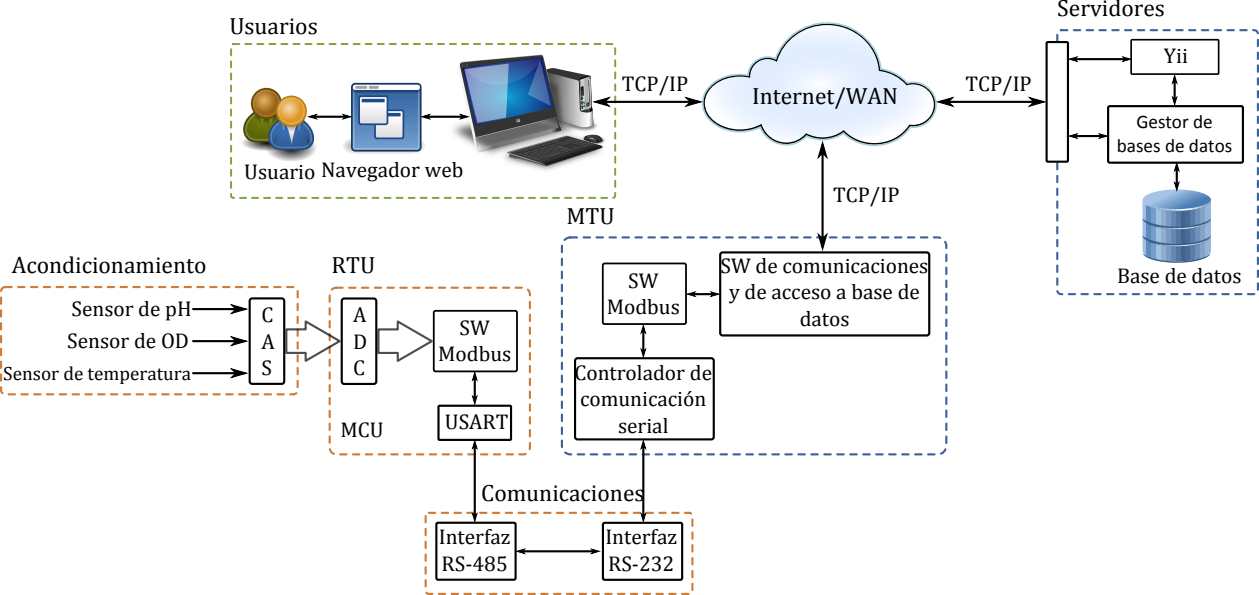 Usuarios
Usuario
Navegador web
TCP/IP
Internet/WAN
TCP/IP
Servidores
Yii
Gestor de
bases de datos
Base de datos
TCP/IP
MTU
SW
Modbus
SW de comunicaciones
y de acceso a base de
datos
Controlador de
comunicación
serial
Acondicionamiento
Sensor de pH
Sensor de OD
Sensor de temperatura
C
A
S
RTU
A
D
C
SW
Modbus
USART
MCU
Comunicaciones
Interfaz
RS-485
Interfaz
RS-232